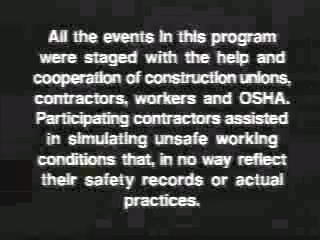 All the events in this program
were staged with the help and
cooperation of construction unions,
contractors, workers and OSHA.
Participating contractors assisted
in simulating unsafe working
conditions that, in no way reflect
their safety records or actual
practices.